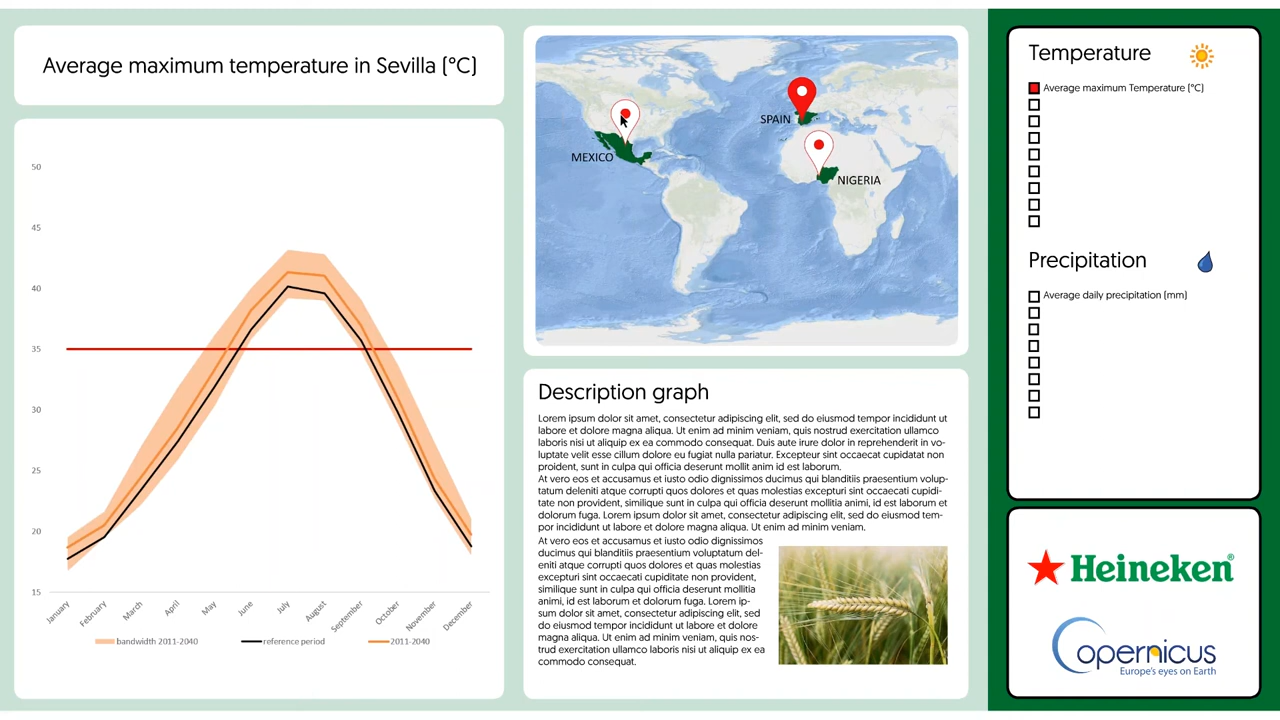 Average maximum temperature in Sevilla (°C)
50
45
40
35
30
25
20
15
January
February
March
April
May
June
July
August
September
October
November
December
bandwidth 2011-2040
reference period
2011-2040
SPAIN
MEXICO
NIGERIA
Description graph
Lorem ipsum dolor sit amet, consectetur adipiscing elit, sed do eiusmod tempor incididunt ut
labore et dolore magna aliqua. Ut enim ad minim veniam, quis nostrud exercitation ullamco
laboris nisi ut aliquip ex ea commodo consequat. Duis aute irure dolor in reprehenderit in vo-
luptate velit esse cillum dolore eu fugiat nulla pariatur. Excepteur sint occaecat cupidatat non
proident, sunt in culpa qui officia deserunt mollit anim id est laborum.
At vero eos et accusamus et iusto odio dignissimos ducimus qui blanditiis praesentium volup-
tatum deleniti atque corrupti quos dolores et quas molestias excepturi sint occaecati cupidi-
tate non provident, similique sunt in culpa qui officia deserunt mollitia animi, id est laborum et
dolorum fuga. Lorem ipsum dolor sit amet, consectetur adipiscing elit, sed do eiusmod tem-
por incididunt ut labore et dolore magna aliqua. Ut enim ad minim veniam.
At vero eos et accusamus et iusto odio dignissimos
ducimus qui blanditiis praesentium voluptatum del-
eniti atque corrupti quos dolores et quas molestias
excepturi sint occaecati cupiditate non provident,
similique sunt in culpa qui officia deserunt mollitia
animi, id est laborum et dolorum fuga. Lorem ip-
sum dolor sit amet, consectetur adipiscing elit, sed
do eiusmod tempor incididunt ut labore et dolore
magna aliqua. Ut enim ad minim veniam, quis nos-
trud exercitation ullamco laboris nisi ut aliquip ex ea
commodo consequat.
Temperature
Average maximum Temperature (°C)
Precipitation
Average daily precipitation (mm)
Heineken®
Copernicus
Europe's eyes on Earth